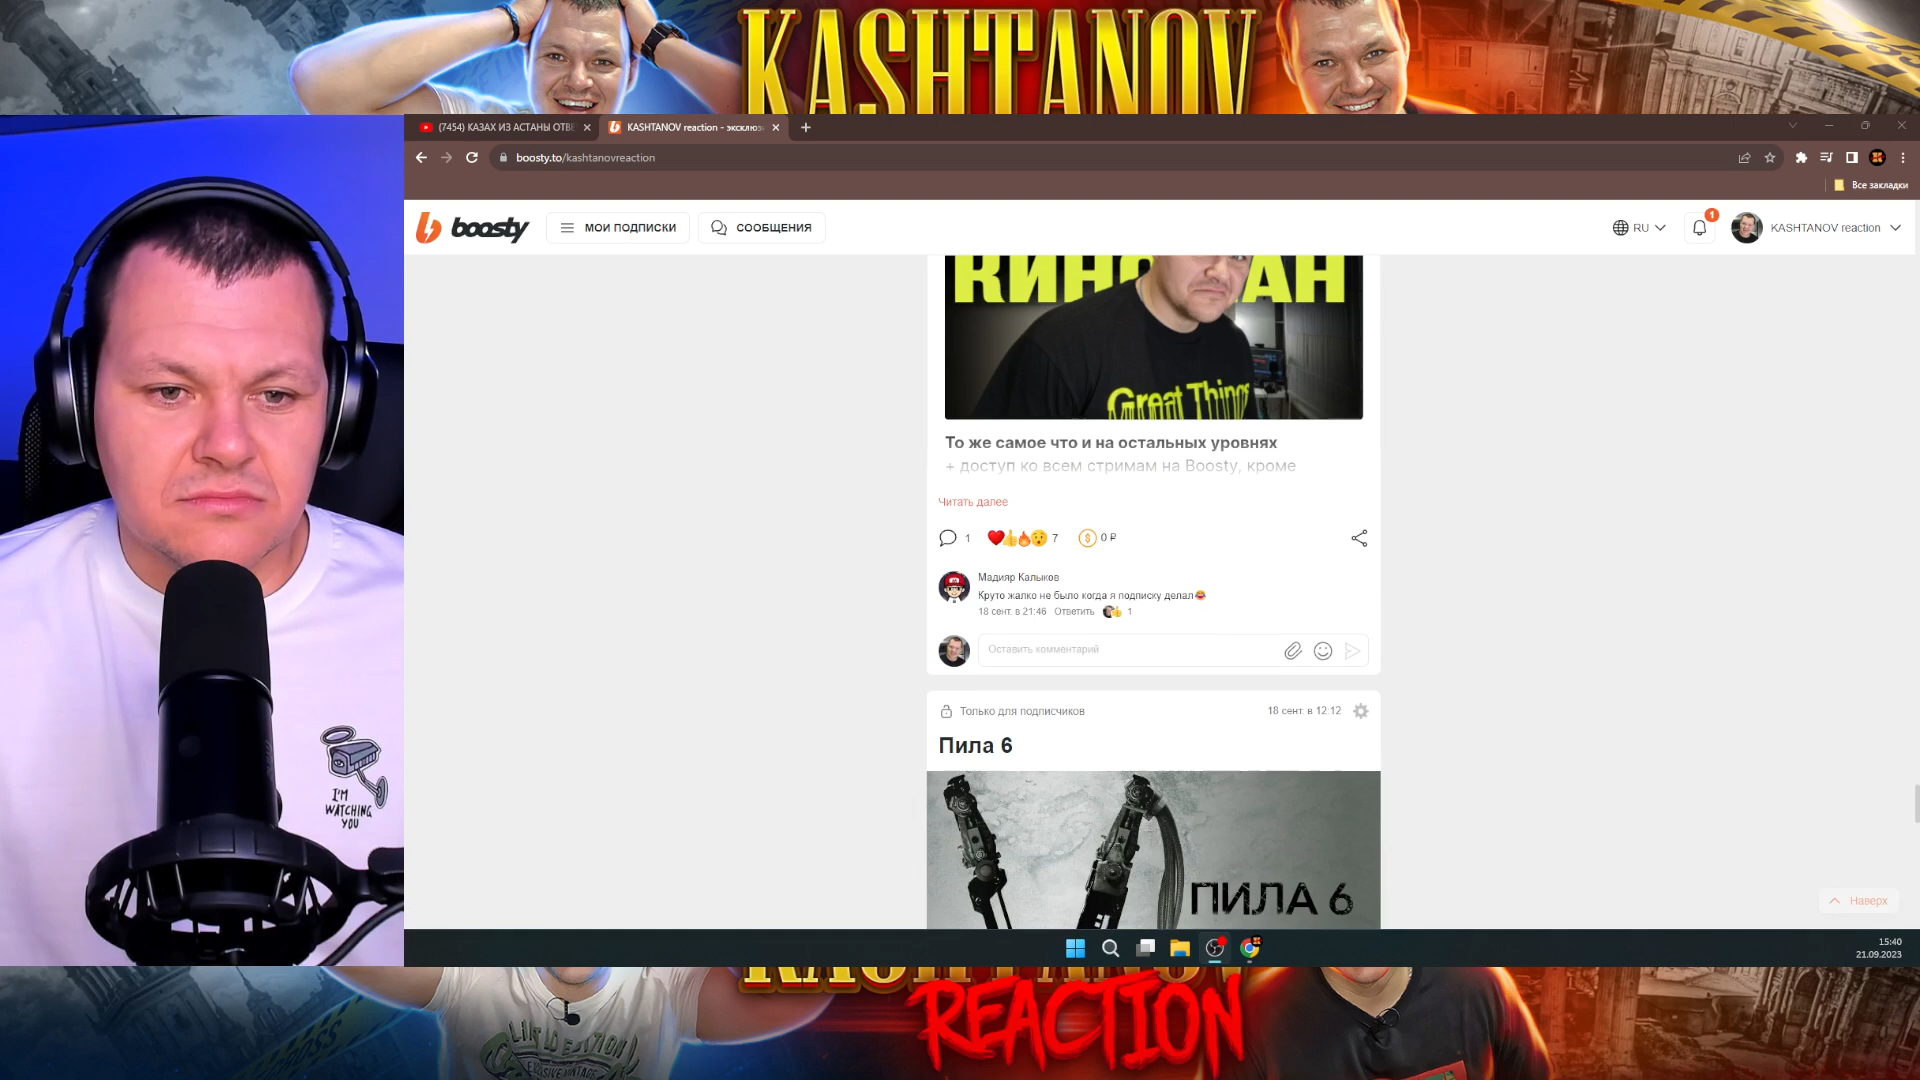 KASHTANOV
(7454) КАЗАХ ИЗ АСТАНЫ ОТВЕ
KASHTANOV reaction - эксклюз
boosty.to/kashtanovreaction
Все закладки
boosty
МОИ ПОДПИСКИ
СООБЩЕНИЯ
RU
1
KASHTANOV reaction
Great Things
То же самое что и на остальных уровнях
+ доступ ко всем стримам на Boosty, кроме
Читать далее
1
7
0 ₽
Мадияр Калыков
Круто жалко не было когда я подписку делал
18 сент. в 21:46 Ответить 1
Оставить комментарий
Только для подписчиков
18 сент. в 12:12
Пила 6
ПИЛА 6
Наверх
I'M
WATCHING
YOU
15:40
21.09.2023
KASHTANOV
REACTION